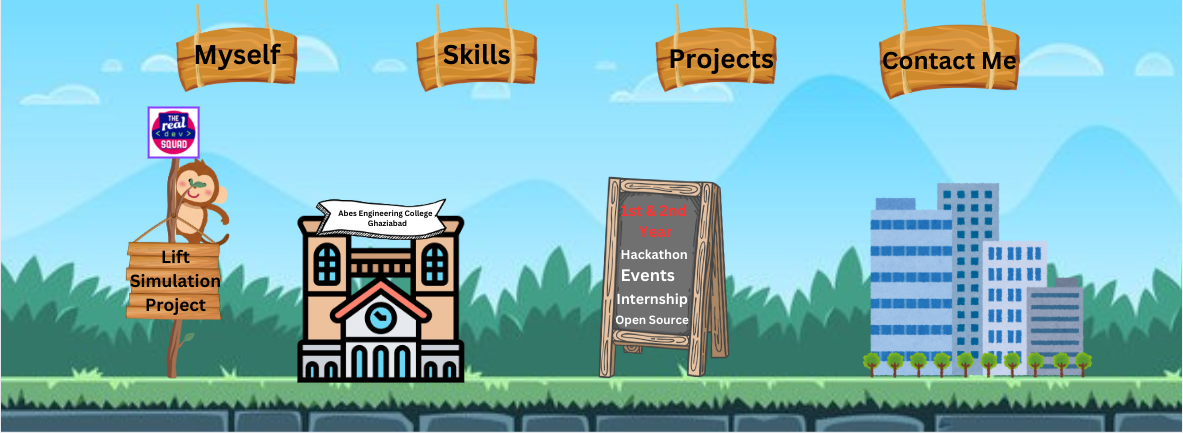 Myself
Skills
Projects
Contact Me
THE
real
< dev >
SQUAD
Lift
Simulation
Project
Abes Engineering College
Ghaziabad
1st & 2nd
Year
Hackathon
Events
Internship
Open Source